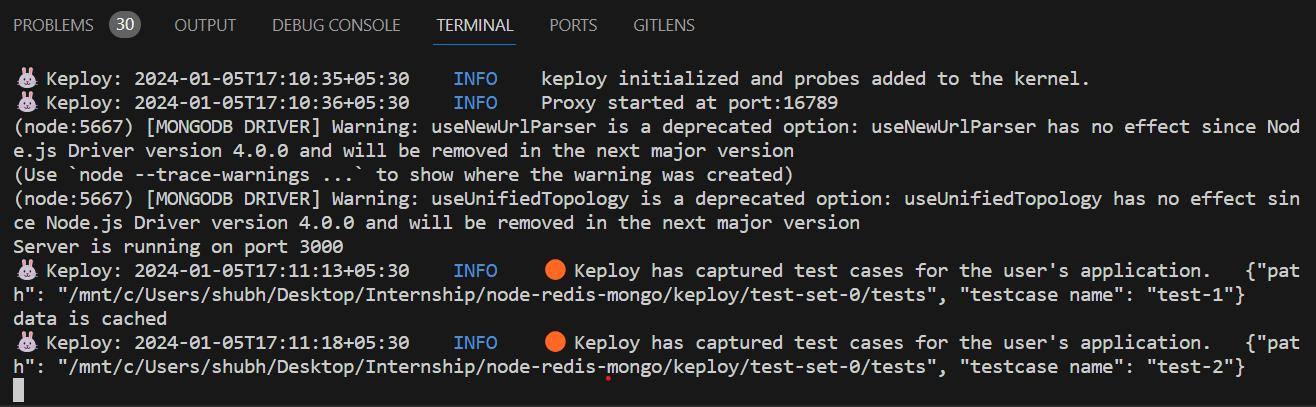 PROBLEMS 30 OUTPUT DEBUG CONSOLE TERMINAL PORTS GITLENS
🐰 Keploy: 2024-01-05T17:10:35+05:30 INFO keploy initialized and probes added to the kernel.
🐰 Keploy: 2024-01-05T17:10:36+05:30 INFO Proxy started at port:16789
(node:5667) [MONGODB DRIVER] Warning: useNewUrlParser is a deprecated option: useNewUrlParser has no effect since Nod
e.js Driver version 4.0.0 and will be removed in the next major version
(Use `node --trace-warnings ...` to show where the warning was created)
(node:5667) [MONGODB DRIVER] Warning: useUnifiedTopology is a deprecated option: useUnifiedTopology has no effect sin
ce Node.js Driver version 4.0.0 and will be removed in the next major version
Server is running on port 3000
🐰 Keploy: 2024-01-05T17:11:13+05:30 INFO 🟠 Keploy has captured test cases for the user's application. {"pat
h": "/mnt/c/Users/shubh/Desktop/Internship/node-redis-mongo/keploy/test-set-0/tests", "testcase name": "test-1"}
data is cached
🐰 Keploy: 2024-01-05T17:11:18+05:30 INFO 🟠 Keploy has captured test cases for the user's application. {"pat
h": "/mnt/c/Users/shubh/Desktop/Internship/node-redis-mongo/keploy/test-set-0/tests", "testcase name": "test-2"}